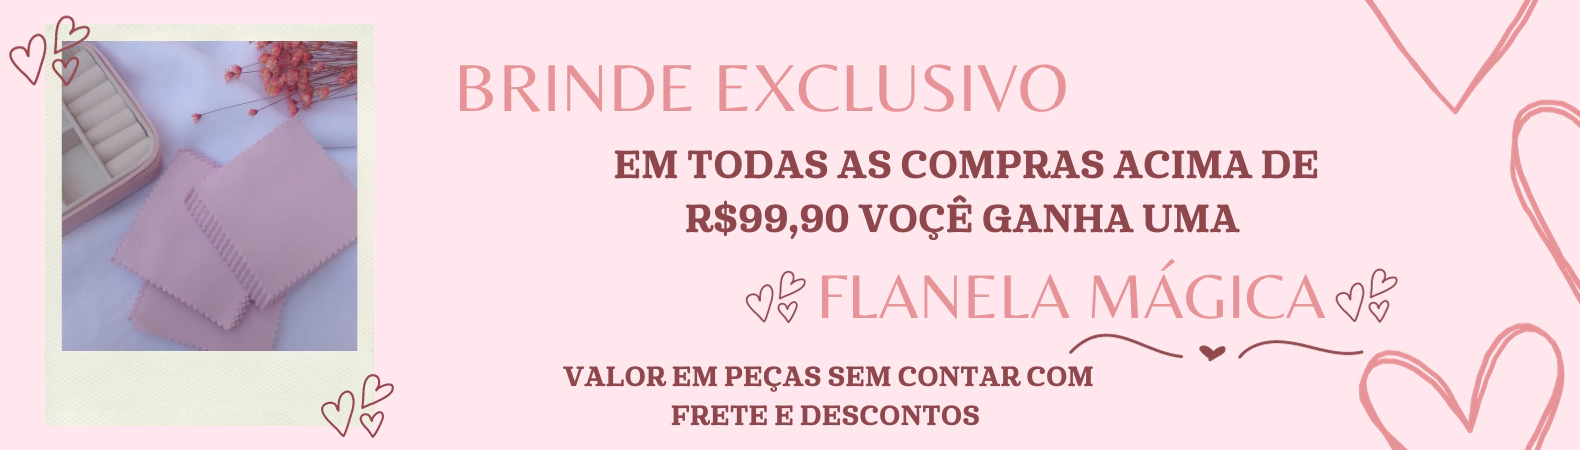 BRINDE EXCLUSIVO
EM TODAS AS COMPRAS ACIMA DE
R$99,90 VOÇÊ GANHA UMA
FLANELA MÁGICA
VALOR EM PEÇAS SEM CONTAR COM
FRETE E DESCONTOS